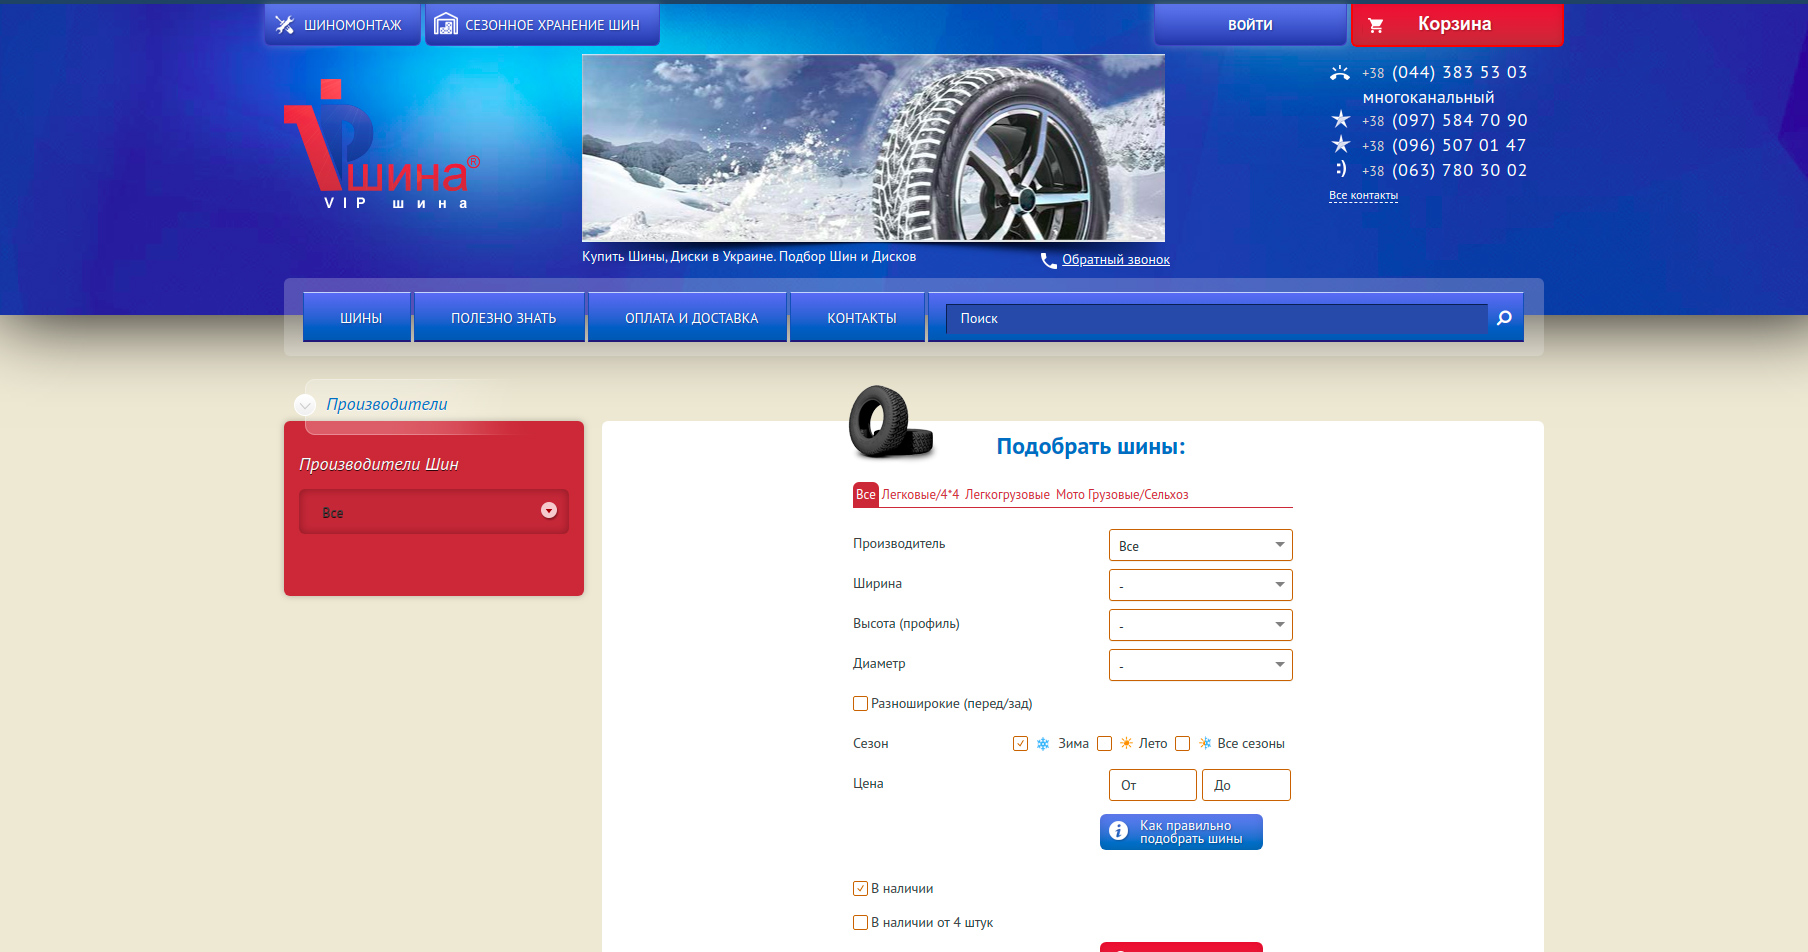 ШИНОМОНТАЖ
СЕЗОННОЕ ХРАНЕНИЕ ШИН
ВОЙТИ
Корзина
шина®
VIP шина
+38 (044) 383 53 03
многоканальный
+38 (097) 584 70 90
+38 (096) 507 01 47
+38 (063) 780 30 02
Все контакты
Купить Шины, Диски в Украине. Подбор Шин и Дисков
Обратный звонок
ШИНЫ
ПОЛЕЗНО ЗНАТЬ
ОПЛАТА И ДОСТАВКА
КОНТАКТЫ
Поиск
Производители
Производители Шин
Все
Подобрать шины:
Все Легковые/4*4 Легкогрузовые Мото Грузовые/Сельхоз
Производитель
Все
Ширина
-
Высота (профиль)
-
Диаметр
-
Разноширокие (перед/зад)
Сезон
Зима
Лето
Все сезоны
Цена
От
До
Как правильно
подобрать шины
В наличии
В наличии от 4 штук